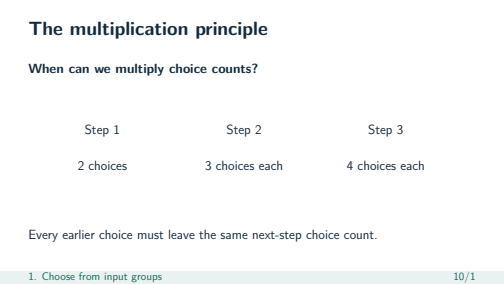 The multiplication principle
When can we multiply choice counts?
Step 1 Step 2 Step 3
2 choices 3 choices each 4 choices each
Every earlier choice must leave the same next-step choice count.
1. Choose from input groups 10/1